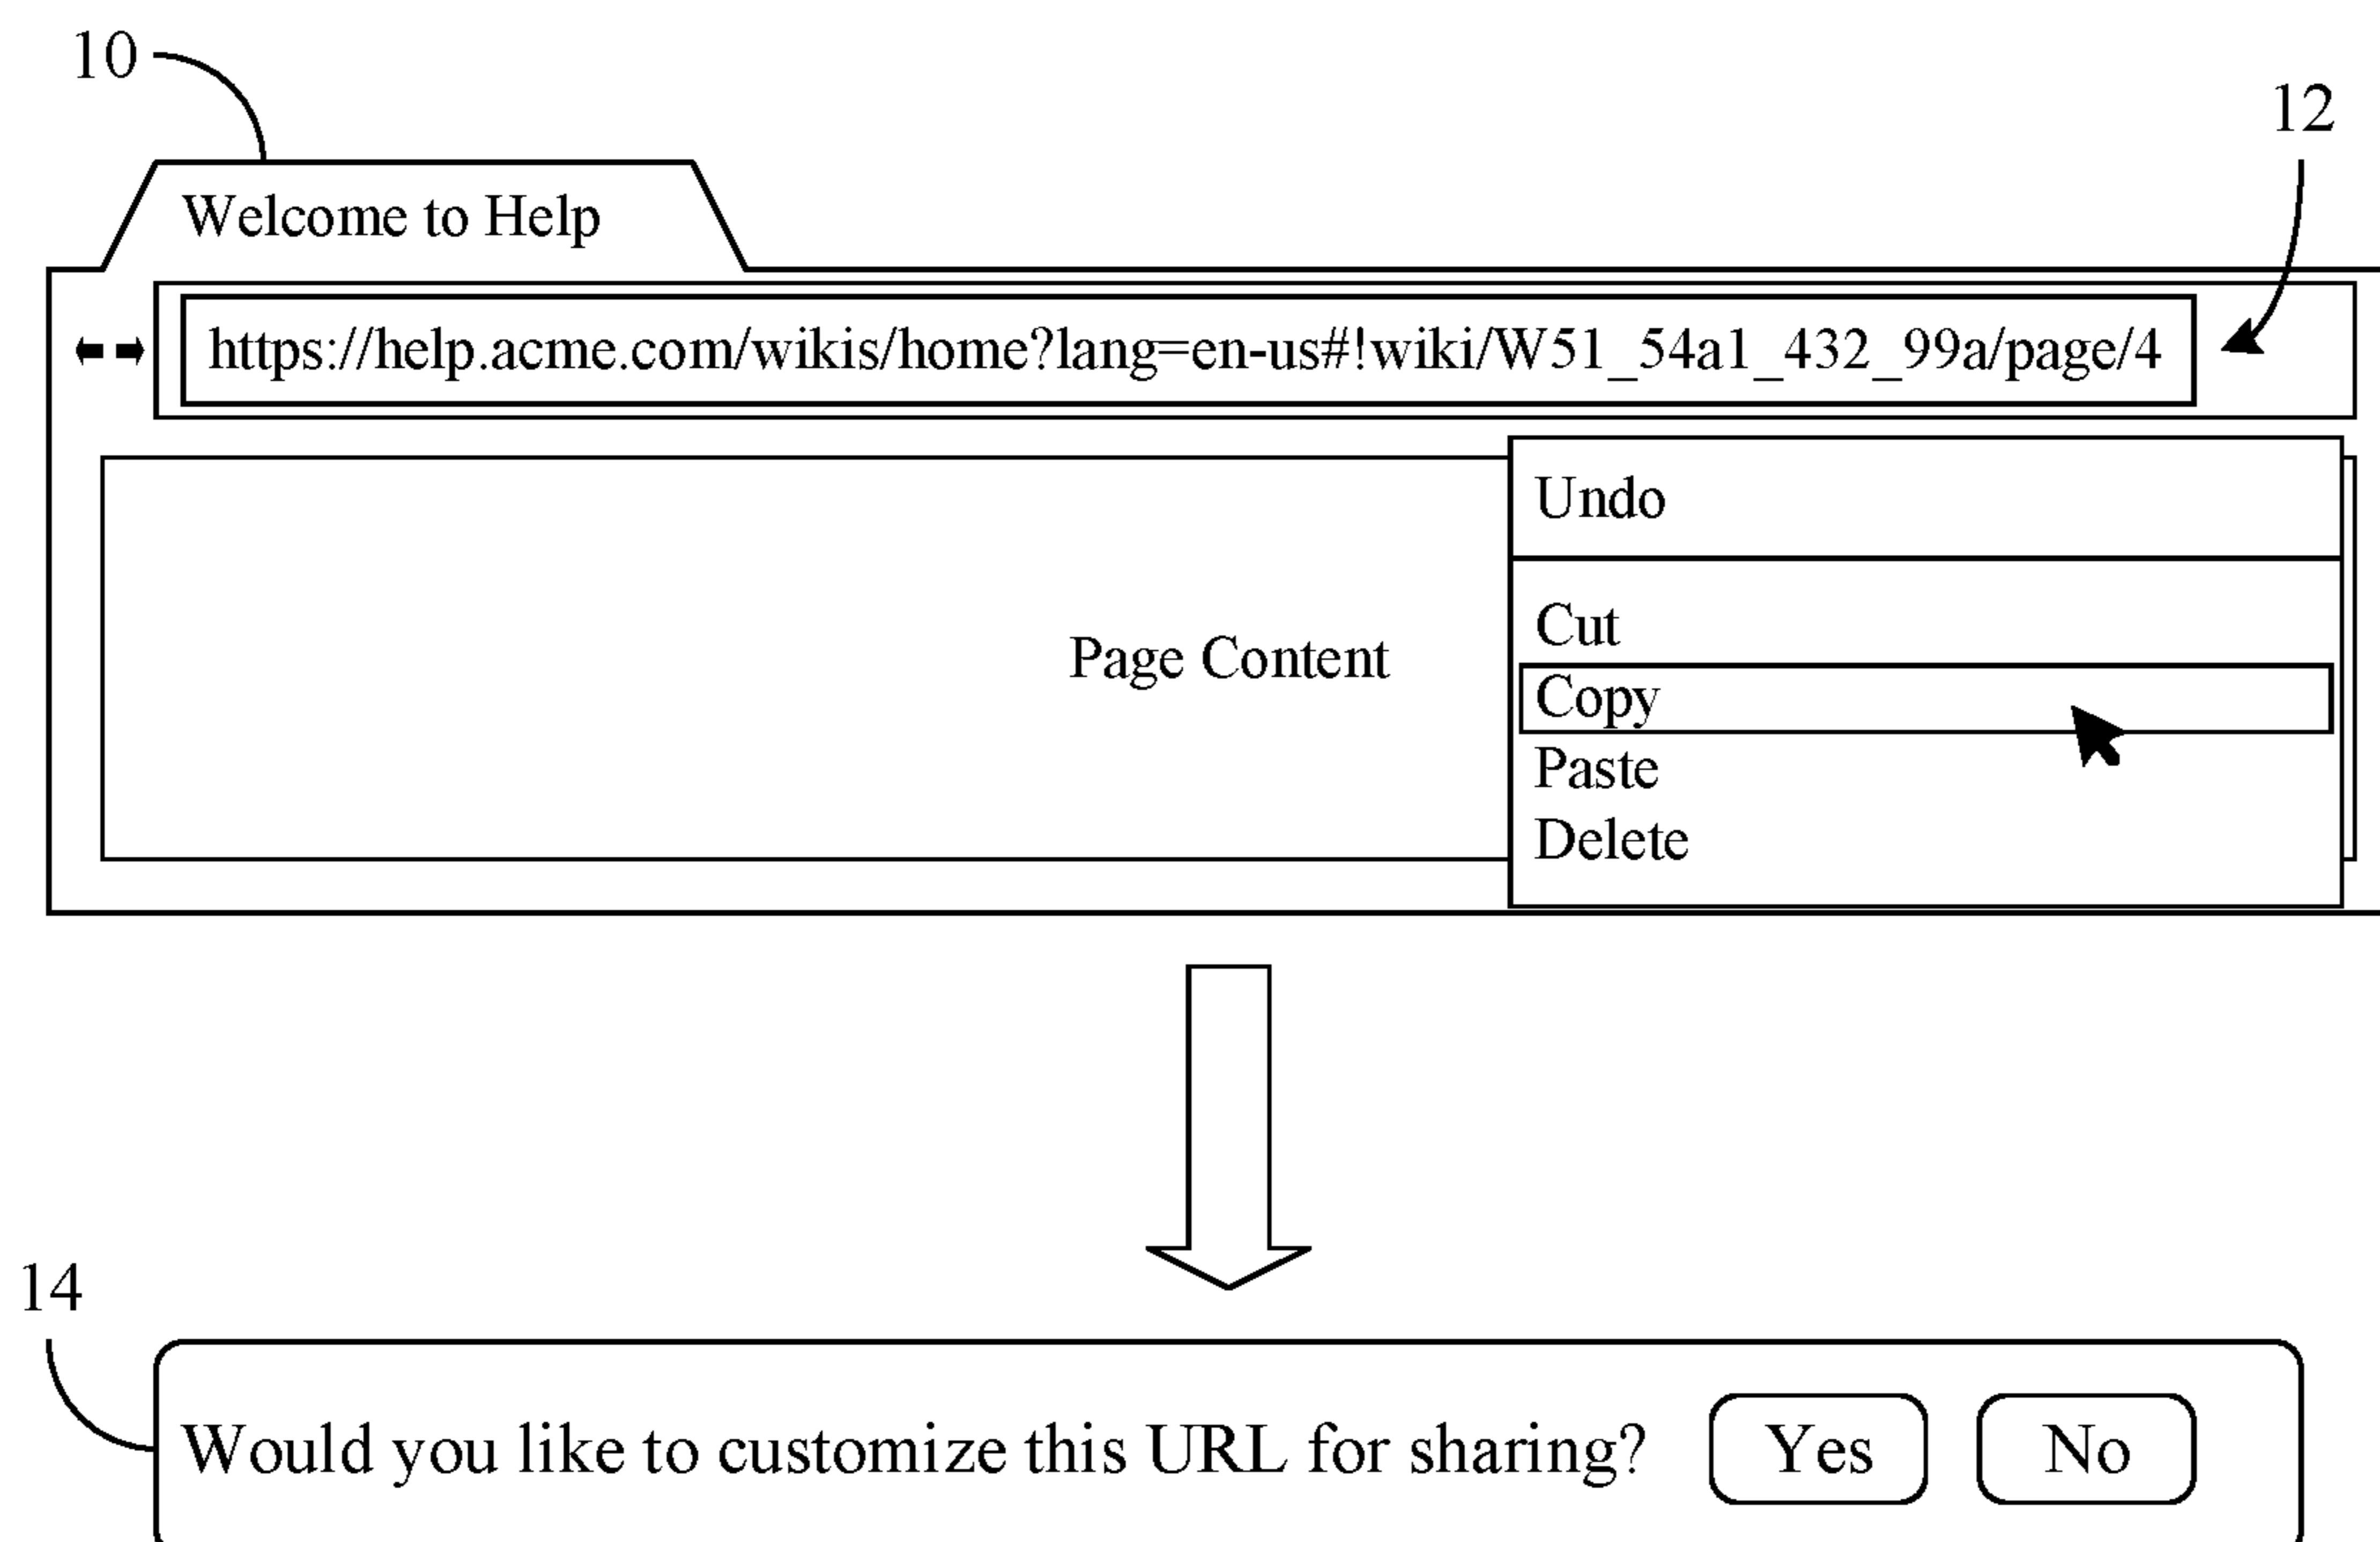 10
12
Welcome to Help
https://help.acme.com/wikis/home?lang=en-us#!wiki/W51_54a1_432_99a/page/4
Undo
Cut
Page Content
Copy
Paste
Delete
14
Would you like to customize this URL for sharing? Yes No